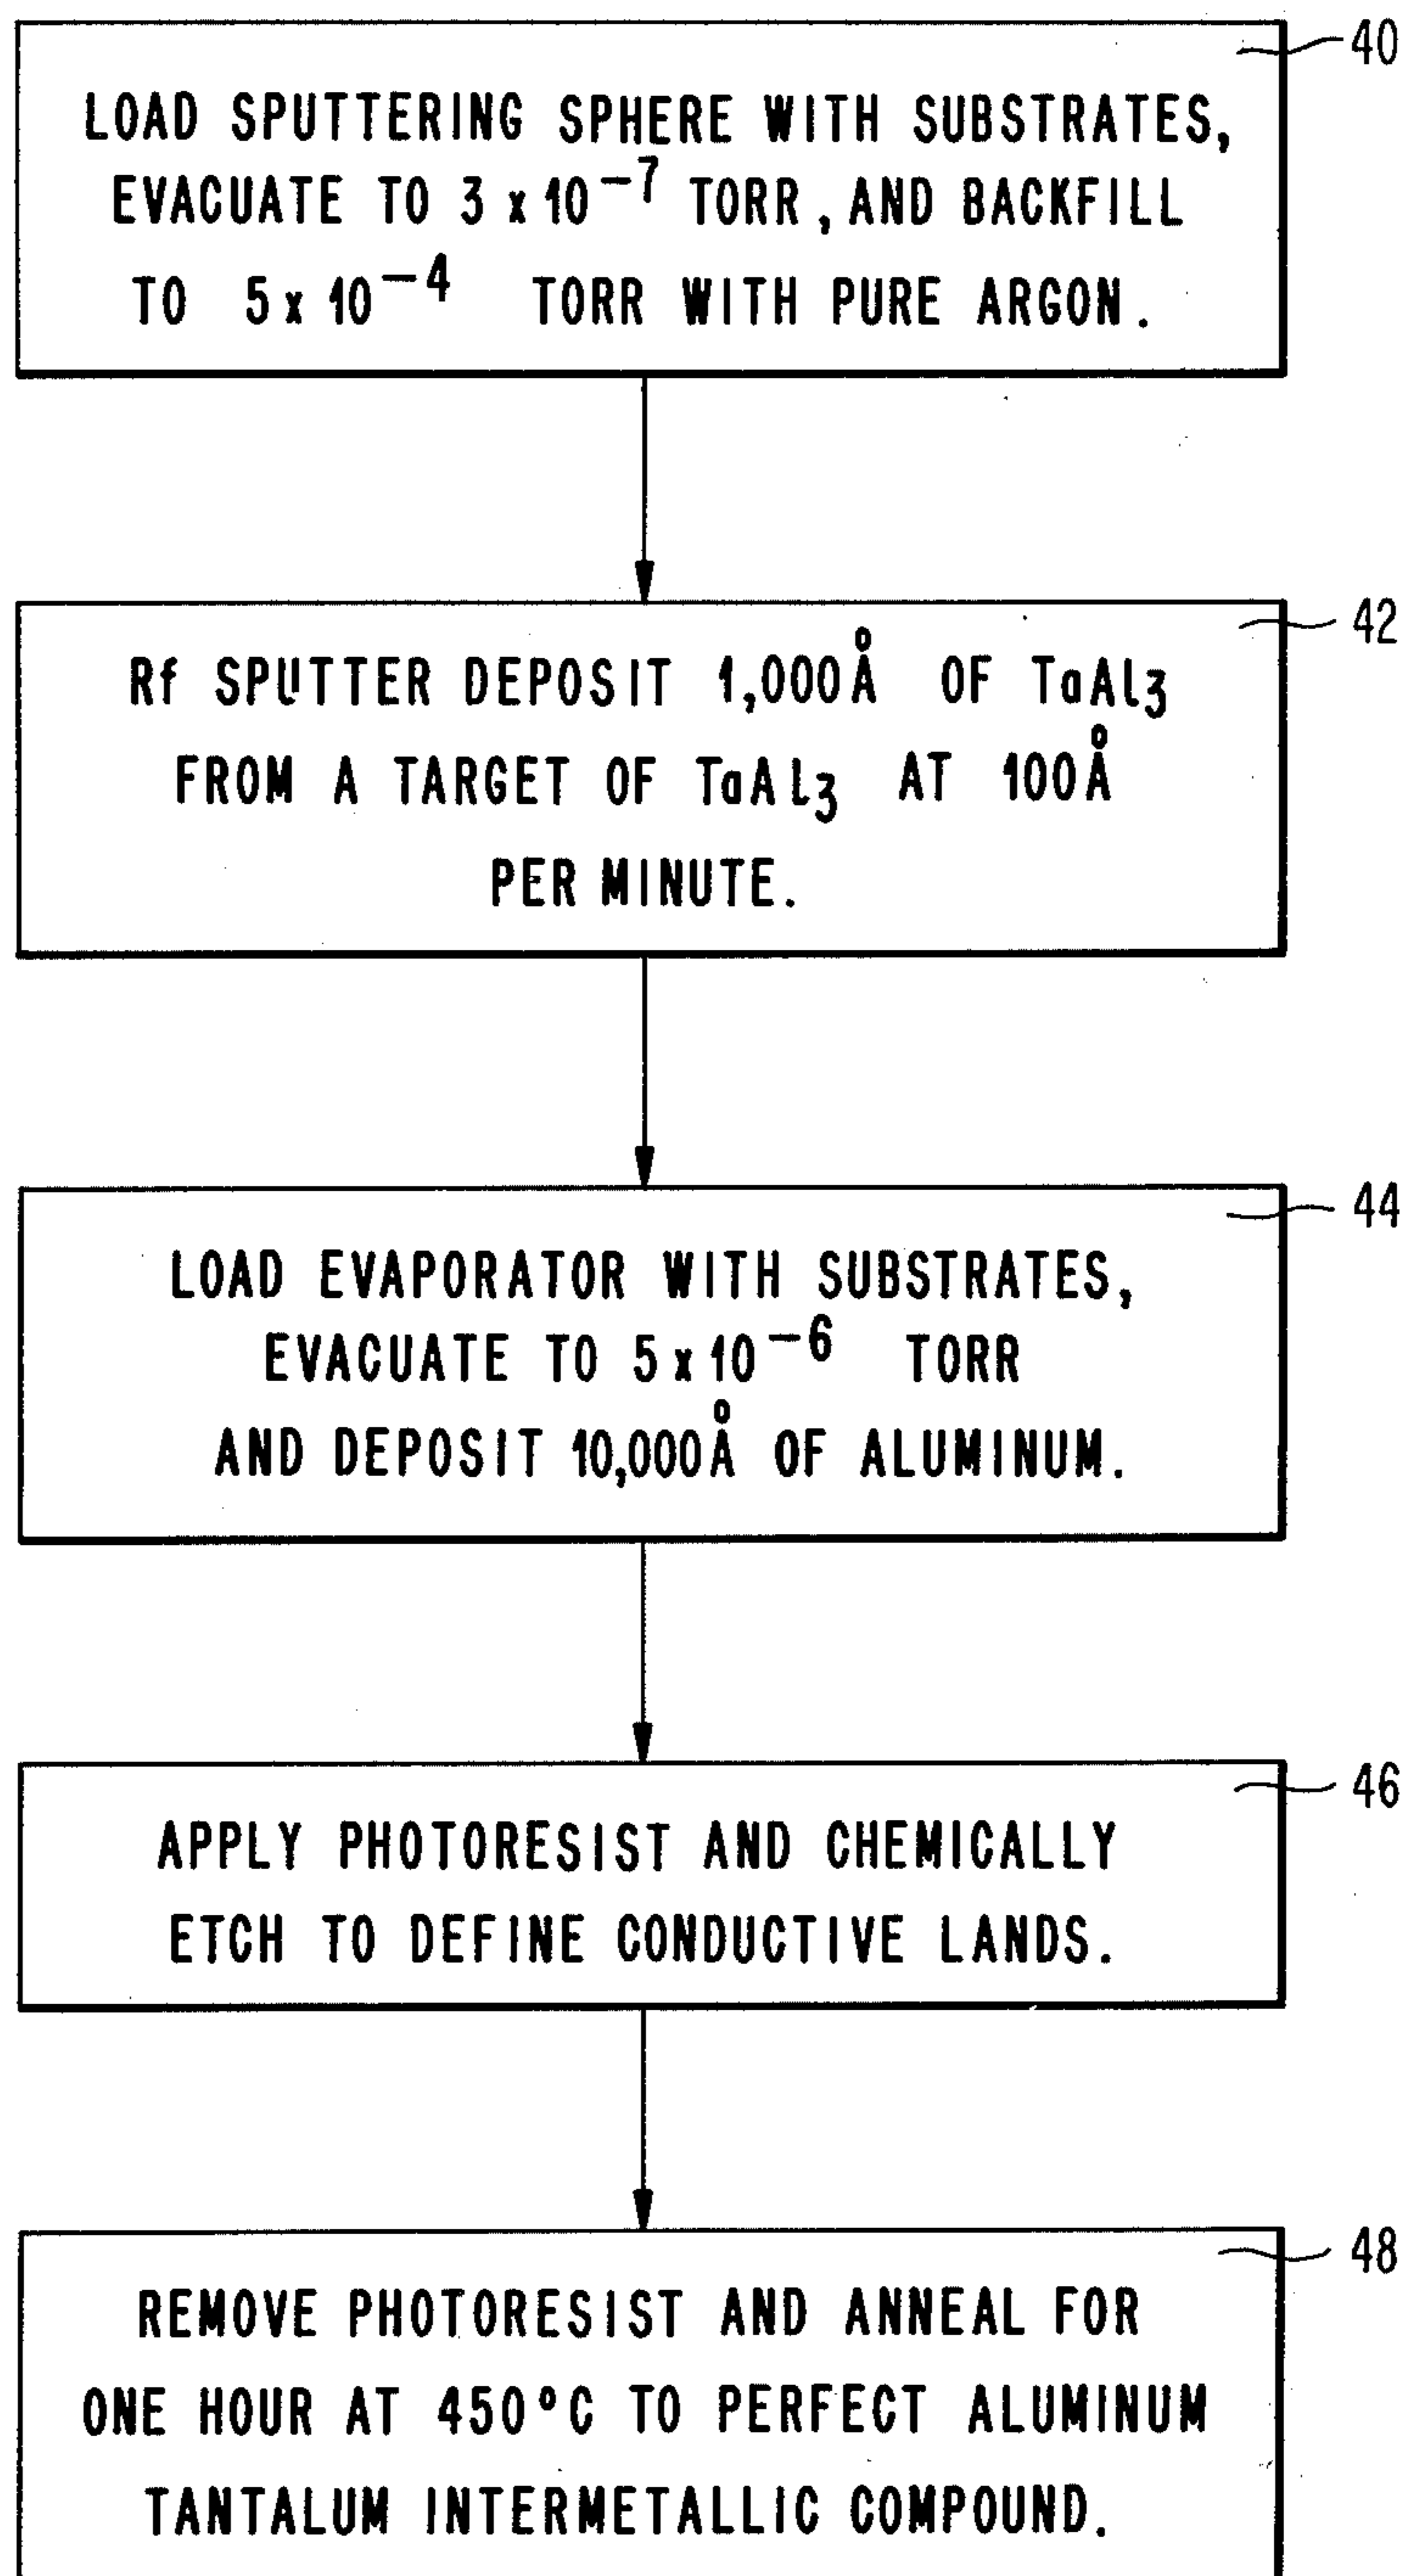 40
LOAD SPUTTERING SPHERE WITH SUBSTRATES,
EVACUATE TO 3 x 10⁻⁷ TORR, AND BACKFILL
TO 5 x 10⁻⁴ TORR WITH PURE ARGON.
42
Rf SPUTTER DEPOSIT 1,000Å OF TaAl₃
FROM A TARGET OF TaAl₃ AT 100Å
PER MINUTE.
44
LOAD EVAPORATOR WITH SUBSTRATES,
EVACUATE TO 5 x 10⁻⁶ TORR
AND DEPOSIT 10,000Å OF ALUMINUM.
46
APPLY PHOTORESIST AND CHEMICALLY
ETCH TO DEFINE CONDUCTIVE LANDS.
48
REMOVE PHOTORESIST AND ANNEAL FOR
ONE HOUR AT 450°C TO PERFECT ALUMINUM
TANTALUM INTERMETALLIC COMPOUND.